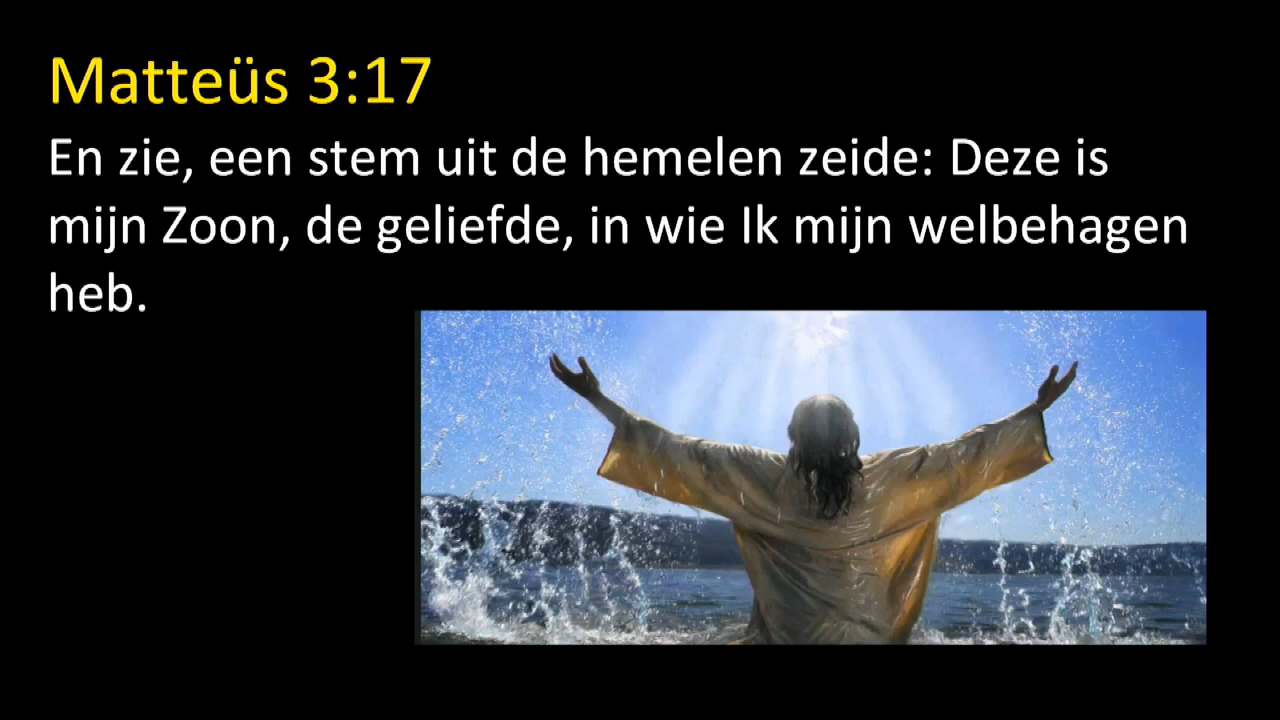 Matteüs 3:17
En zie, een stem uit de hemelen zeide: Deze is
mijn Zoon, de geliefde, in wie Ik mijn welbehagen
heb.